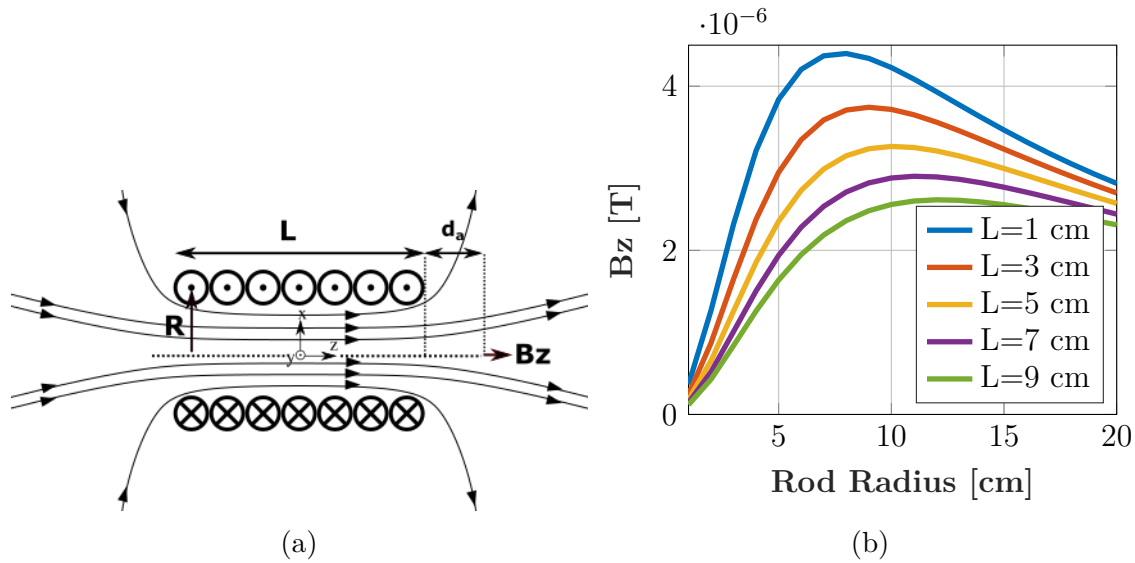 L
d_a
R
x
z
y
Bz
(a)
·10⁻⁶
4
2
0
5
10
15
20
Bz [T]
Rod Radius [cm]
L=1 cm
L=3 cm
L=5 cm
L=7 cm
L=9 cm
(b)